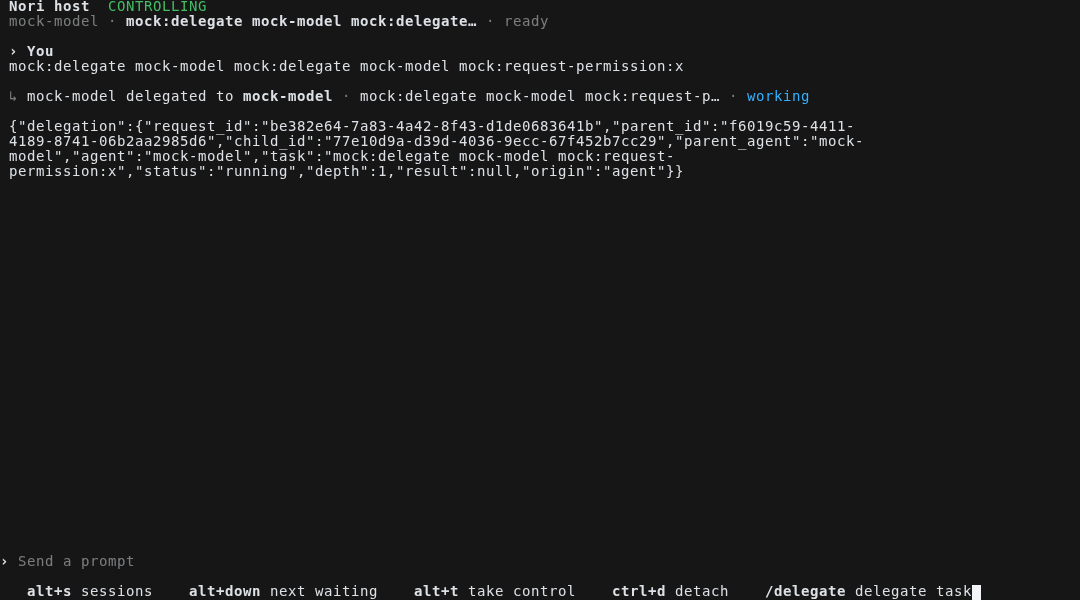 Nori host  CONTROLLING
mock-model · mock:delegate mock-model mock:delegate… · ready
› You
mock:delegate mock-model mock:delegate mock-model mock:request-permission:x
↳ mock-model delegated to mock-model · mock:delegate mock-model mock:request-p… · working
{"delegation":{"request_id":"be382e64-7a83-4a42-8f43-d1de0683641b","parent_id":"f6019c59-4411-
4189-8741-06b2aa2985d6","child_id":"77e10d9a-d39d-4036-9ecc-67f452b7cc29","parent_agent":"mock-
model","agent":"mock-model","task":"mock:delegate mock-model mock:request-
permission:x","status":"running","depth":1,"result":null,"origin":"agent"}}
› Send a prompt
alt+s sessions    alt+down next waiting    alt+t take control    ctrl+d detach    /delegate delegate task